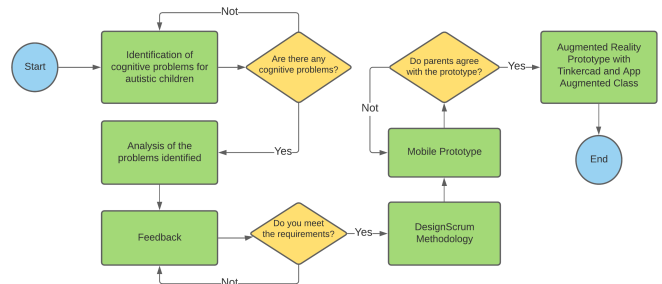 Not
Start
Identification of
cognitive problems for
autistic children
Are there any
cognitive problems?
Do parents agree
with the prototype?
Yes
Augmented Reality
Prototype with
Tinkercad and App
Augmented Class
Not
Analysis of the
problems identified
Yes
Mobile Prototype
End
Feedback
Do you meet
the requirements?
Yes
DesignScrum
Methodology
Not